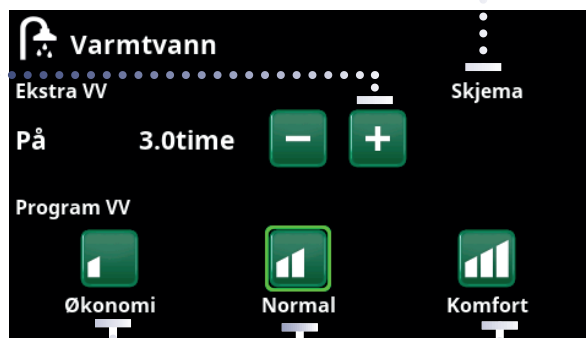 Varmtvann
Ekstra VV Skjema
På 3.0time − +
Program VV
Økonomi Normal Komfort